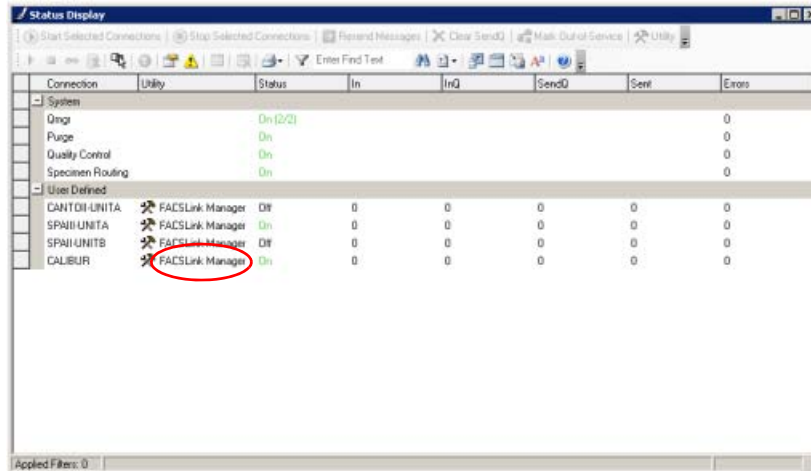 Status Display
Start Selected Connections | Stop Selected Connections | Resend Messages | Clear SendQ | Mark Out of Service | Utility
Enter Find Text
Connection Utility Status In InQ SendQ Sent Errors
System
Qmgr On (2/2) 0
Purge On 0
Quality Control On 0
Specimen Routing On 0
User Defined
CANTOII-UNITA FACSLink Manager Off 0 0 0 0 0
SPAIII-UNITA FACSLink Manager On 0 0 0 0 0
SPAII-UNITB FACSLink Manager Off 0 0 0 0 0
CALIBUR FACSLink Manager On 0 0 0 0 0
Applied Filters: 0